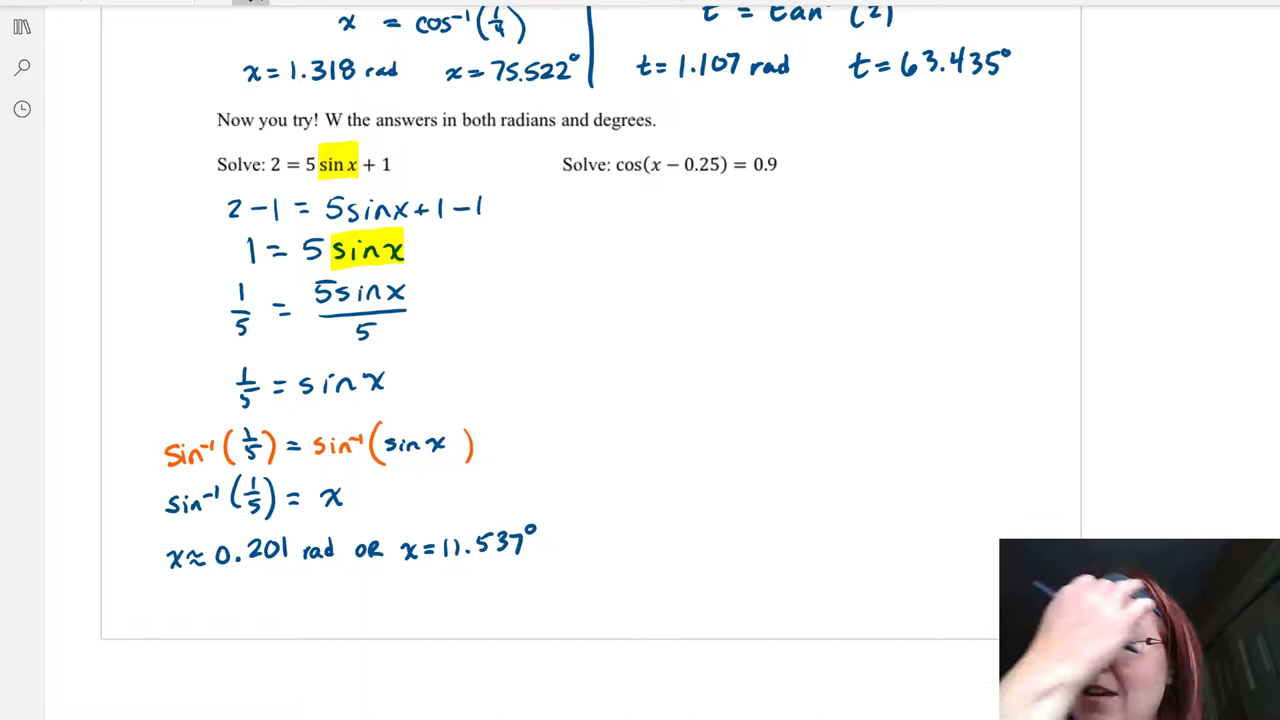 x = cos⁻¹(1/4)
t = tan⁻¹(2)
x = 1.318 rad x = 75.522°
t = 1.107 rad t = 63.435°
Now you try! W the answers in both radians and degrees.
Solve: 2 = 5 sin x + 1
Solve: cos(x − 0.25) = 0.9
2 - 1 = 5sinx + 1 - 1
1 = 5 sinx
1/5 = 5sinx/5
1/5 = sinx
sin⁻¹(1/5) = sin⁻¹(sinx)
sin⁻¹(1/5) = x
x ≈ 0.201 rad OR x = 11.537°